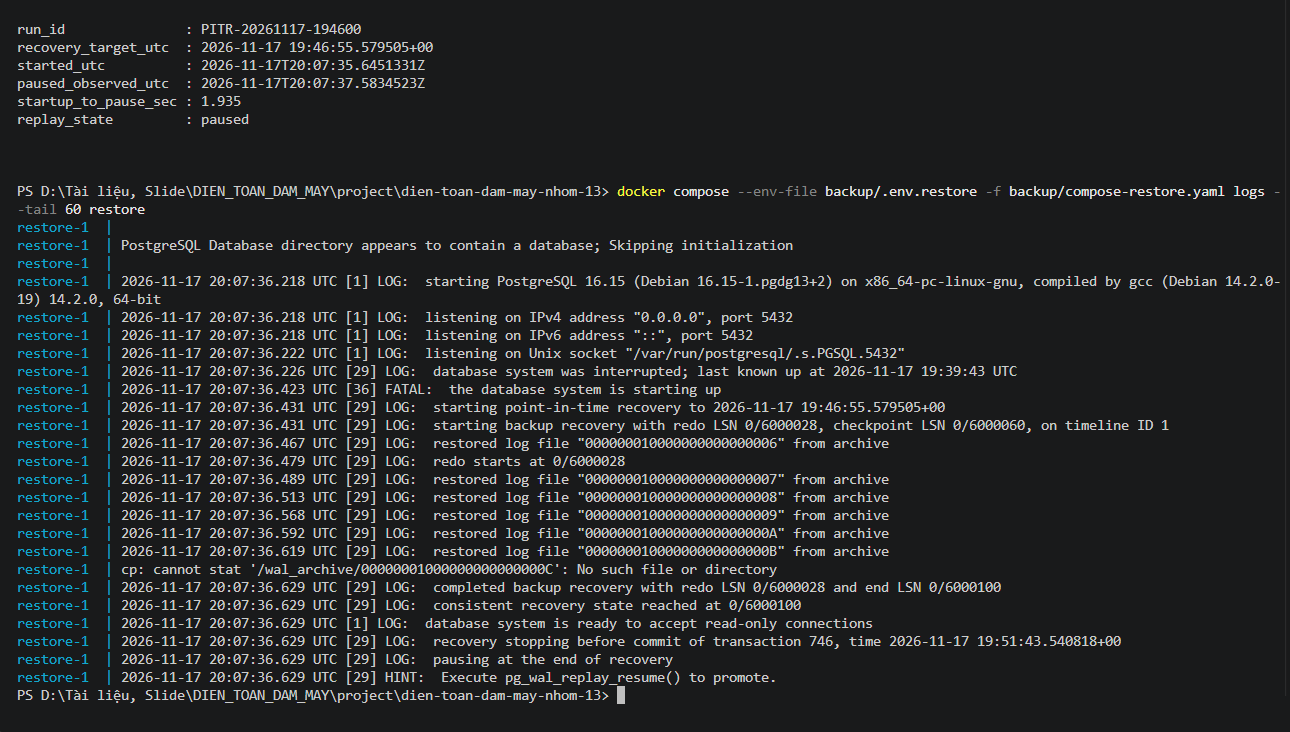 run_id               : PITR-20261117-194600
recovery_target_utc  : 2026-11-17 19:46:55.579505+00
started_utc          : 2026-11-17T20:07:35.6451331Z
paused_observed_utc  : 2026-11-17T20:07:37.5834523Z
startup_to_pause_sec : 1.935
replay_state         : paused
PS D:\Tài liệu, Slide\DIEN_TOAN_DAM_MAY\project\dien-toan-dam-may-nhom-13> docker compose --env-file backup/.env.restore -f backup/compose-restore.yaml logs -
-tail 60 restore
restore-1  |
restore-1  | PostgreSQL Database directory appears to contain a database; Skipping initialization
restore-1  |
restore-1  | 2026-11-17 20:07:36.218 UTC [1] LOG:  starting PostgreSQL 16.15 (Debian 16.15-1.pgdg13+2) on x86_64-pc-linux-gnu, compiled by gcc (Debian 14.2.0-
19) 14.2.0, 64-bit
restore-1  | 2026-11-17 20:07:36.218 UTC [1] LOG:  listening on IPv4 address "0.0.0.0", port 5432
restore-1  | 2026-11-17 20:07:36.218 UTC [1] LOG:  listening on IPv6 address "::", port 5432
restore-1  | 2026-11-17 20:07:36.222 UTC [1] LOG:  listening on Unix socket "/var/run/postgresql/.s.PGSQL.5432"
restore-1  | 2026-11-17 20:07:36.226 UTC [29] LOG:  database system was interrupted; last known up at 2026-11-17 19:39:43 UTC
restore-1  | 2026-11-17 20:07:36.423 UTC [36] FATAL:  the database system is starting up
restore-1  | 2026-11-17 20:07:36.431 UTC [29] LOG:  starting point-in-time recovery to 2026-11-17 19:46:55.579505+00
restore-1  | 2026-11-17 20:07:36.431 UTC [29] LOG:  starting backup recovery with redo LSN 0/6000028, checkpoint LSN 0/6000060, on timeline ID 1
restore-1  | 2026-11-17 20:07:36.467 UTC [29] LOG:  restored log file "000000010000000000000006" from archive
restore-1  | 2026-11-17 20:07:36.479 UTC [29] LOG:  redo starts at 0/6000028
restore-1  | 2026-11-17 20:07:36.489 UTC [29] LOG:  restored log file "000000010000000000000007" from archive
restore-1  | 2026-11-17 20:07:36.513 UTC [29] LOG:  restored log file "000000010000000000000008" from archive
restore-1  | 2026-11-17 20:07:36.568 UTC [29] LOG:  restored log file "000000010000000000000009" from archive
restore-1  | 2026-11-17 20:07:36.592 UTC [29] LOG:  restored log file "00000001000000000000000A" from archive
restore-1  | 2026-11-17 20:07:36.619 UTC [29] LOG:  restored log file "00000001000000000000000B" from archive
restore-1  | cp: cannot stat '/wal_archive/00000001000000000000000C': No such file or directory
restore-1  | 2026-11-17 20:07:36.629 UTC [29] LOG:  completed backup recovery with redo LSN 0/6000028 and end LSN 0/6000100
restore-1  | 2026-11-17 20:07:36.629 UTC [29] LOG:  consistent recovery state reached at 0/6000100
restore-1  | 2026-11-17 20:07:36.629 UTC [1] LOG:  database system is ready to accept read-only connections
restore-1  | 2026-11-17 20:07:36.629 UTC [29] LOG:  recovery stopping before commit of transaction 746, time 2026-11-17 19:51:43.540818+00
restore-1  | 2026-11-17 20:07:36.629 UTC [29] LOG:  pausing at the end of recovery
restore-1  | 2026-11-17 20:07:36.629 UTC [29] HINT:  Execute pg_wal_replay_resume() to promote.
PS D:\Tài liệu, Slide\DIEN_TOAN_DAM_MAY\project\dien-toan-dam-may-nhom-13>